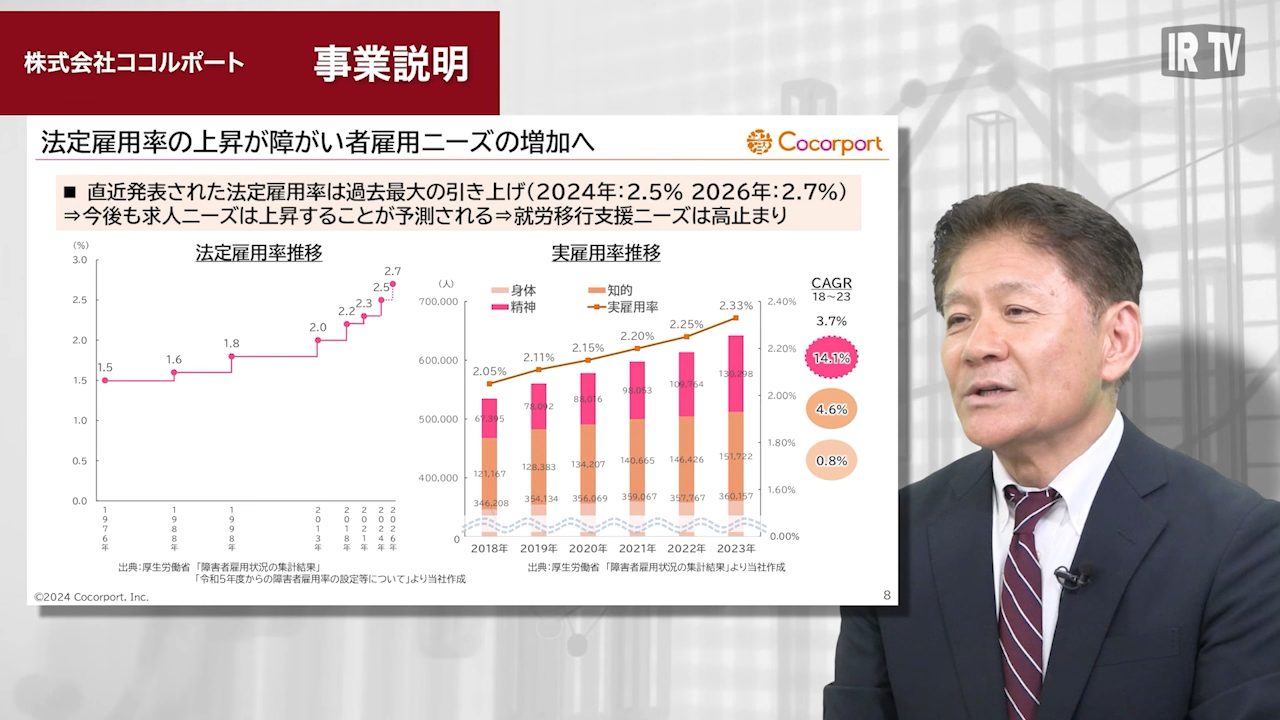 株式会社ココルポート 事業説明
IR TV
法定雇用率の上昇が障がい者雇用ニーズの増加へ
Cocorport
■ 直近発表された法定雇用率は過去最大の引き上げ（2024年：2.5% 2026年：2.7%）
⇒今後も求人ニーズは上昇することが予測される⇒就労移行支援ニーズは高止まり
法定雇用率推移
(%)
3.0
2.5
2.0
1.5
1.0
0.5
0.0
1.5
1.6
1.8
2.0
2.2
2.3
2.5
2.7
1976年
1988年
1998年
2013年
2018年
2021年
2024年
2026年
出典：厚生労働省 「障害者雇用状況の集計結果」
「令和5年度からの障害者雇用率の設定等について」より当社作成
実雇用率推移
(人)
身体 知的
精神 実雇用率
700,000
600,000
500,000
400,000
0
2.40%
2.20%
2.00%
1.80%
1.60%
0.00%
2.05% 2.11% 2.15% 2.20% 2.25% 2.33%
67,395 78,092 88,016 98,053 109,764 130,298
121,167 128,383 134,207 140,665 146,426 151,722
346,208 354,134 356,069 359,067 357,767 360,157
2018年 2019年 2020年 2021年 2022年 2023年
CAGR
18～23
3.7%
14.1%
4.6%
0.8%
出典：厚生労働省 「障害者雇用状況の集計結果」より当社作成
©2024 Cocorport, Inc.
8